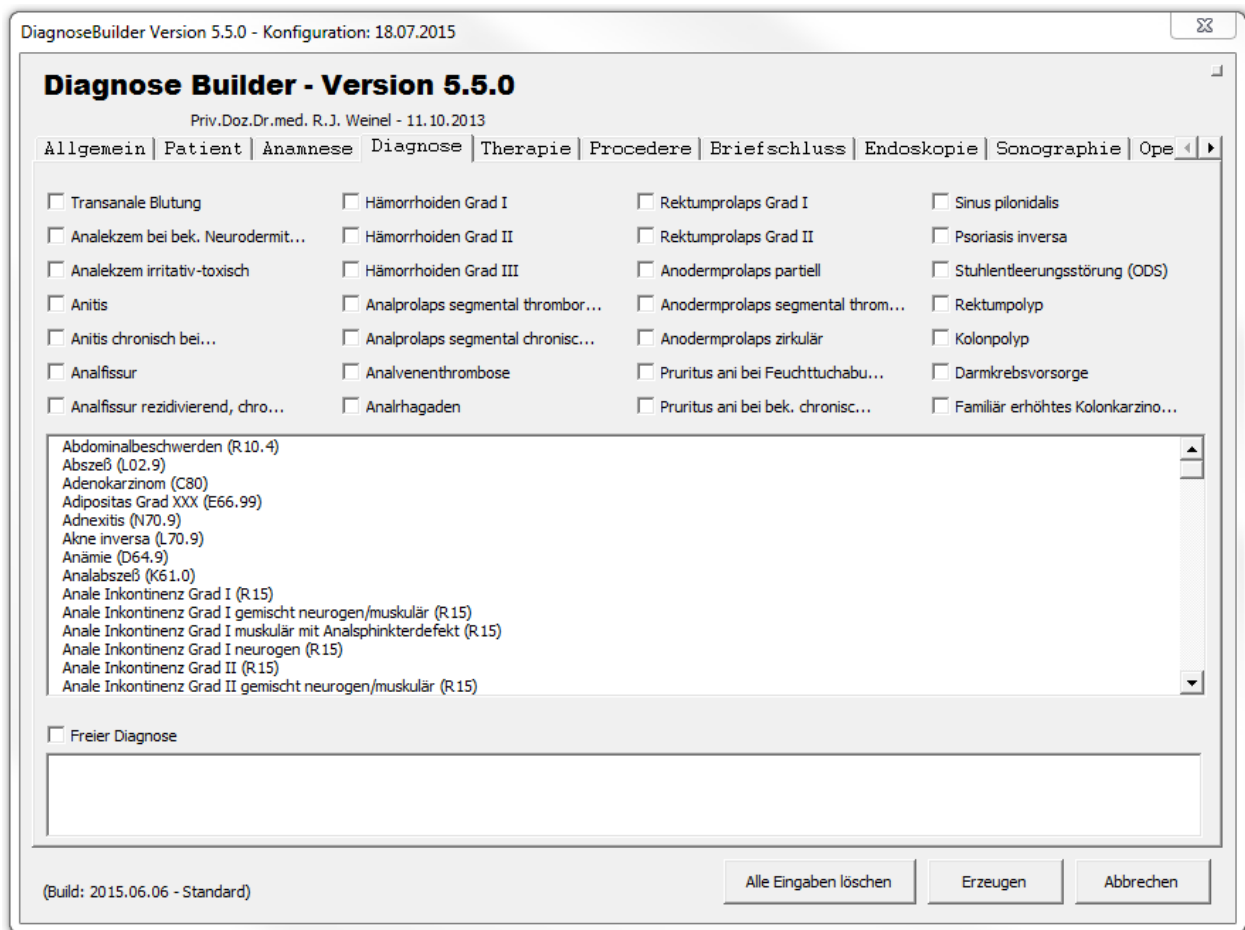 DiagnoseBuilder Version 5.5.0 - Konfiguration: 18.07.2015
Diagnose Builder - Version 5.5.0
Priv.Doz.Dr.med. R.J. Weinel - 11.10.2013
Allgemein Patient Anamnese Diagnose Therapie Procedere Briefschluss Endoskopie Sonographie Ope
Transanale Blutung Hämorrhoiden Grad I Rektumprolaps Grad I Sinus pilonidalis
Analekzem bei bek. Neurodermit... Hämorrhoiden Grad II Rektumprolaps Grad II Psoriasis inversa
Analekzem irritativ-toxisch Hämorrhoiden Grad III Anodermprolaps partiell Stuhlentleerungsstörung (ODS)
Anitis Analprolaps segmental thrombor... Anodermprolaps segmental throm... Rektumpolyp
Anitis chronisch bei... Analprolaps segmental chronisc... Anodermprolaps zirkulär Kolonpolyp
Analfissur Analvenenthrombose Pruritus ani bei Feuchttuchabu... Darmkrebsvorsorge
Analfissur rezidivierend, chro... Analrhagaden Pruritus ani bei bek. chronisc... Familiär erhöhtes Kolonkarzino...
Abdominalbeschwerden (R10.4)
Abszeß (L02.9)
Adenokarzinom (C80)
Adipositas Grad XXX (E66.99)
Adnexitis (N70.9)
Akne inversa (L70.9)
Anämie (D64.9)
Analabszeß (K61.0)
Anale Inkontinenz Grad I (R15)
Anale Inkontinenz Grad I gemischt neurogen/muskulär (R15)
Anale Inkontinenz Grad I muskulär mit Analsphinkterdefekt (R15)
Anale Inkontinenz Grad I neurogen (R15)
Anale Inkontinenz Grad II (R15)
Anale Inkontinenz Grad II gemischt neurogen/muskulär (R15)
Freier Diagnose
(Build: 2015.06.06 - Standard) Alle Eingaben löschen Erzeugen Abbrechen